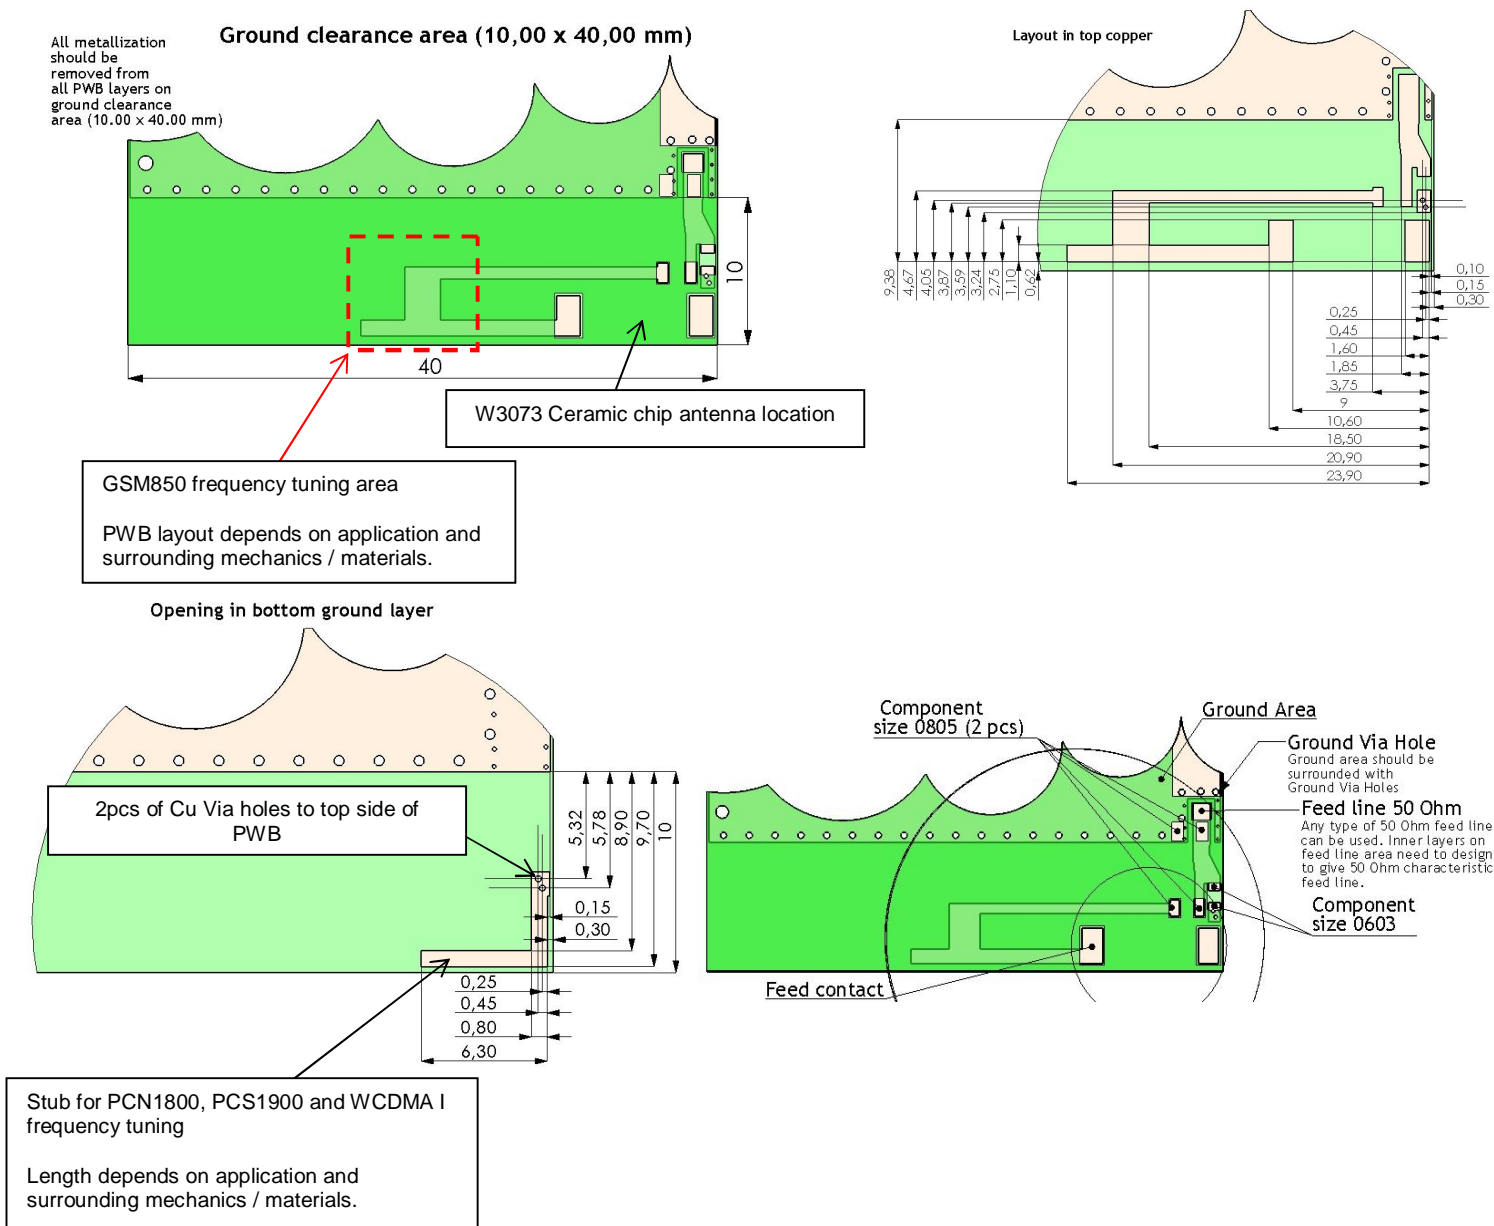 All metallization
should be
removed from
all PWB layers on
ground clearance
area (10.00 x 40.00 mm)
Ground clearance area (10,00 x 40,00 mm)
10
40
W3073 Ceramic chip antenna location
GSM850 frequency tuning area
PWB layout depends on application and
surrounding mechanics / materials.
Layout in top copper
9,38
4,67
4,05
3,87
3,59
3,24
2,75
1,10
0,62
0,10
0,15
0,30
0,25
0,45
1,60
1,85
3,75
9
10,60
18,50
20,90
23,90
Opening in bottom ground layer
2pcs of Cu Via holes to top side of
PWB
5,32
5,78
8,90
9,70
10
0,15
0,30
0,25
0,45
0,80
6,30
Stub for PCN1800, PCS1900 and WCDMA I
frequency tuning
Length depends on application and
surrounding mechanics / materials.
Component
size 0805 (2 pcs)
Ground Area
Ground Via Hole
Ground area should be
surrounded with
Ground Via Holes
Feed line 50 Ohm
Any type of 50 Ohm feed line
can be used. Inner layers on
feed line area need to design
to give 50 Ohm characteristic
feed line.
Component
size 0603
Feed contact